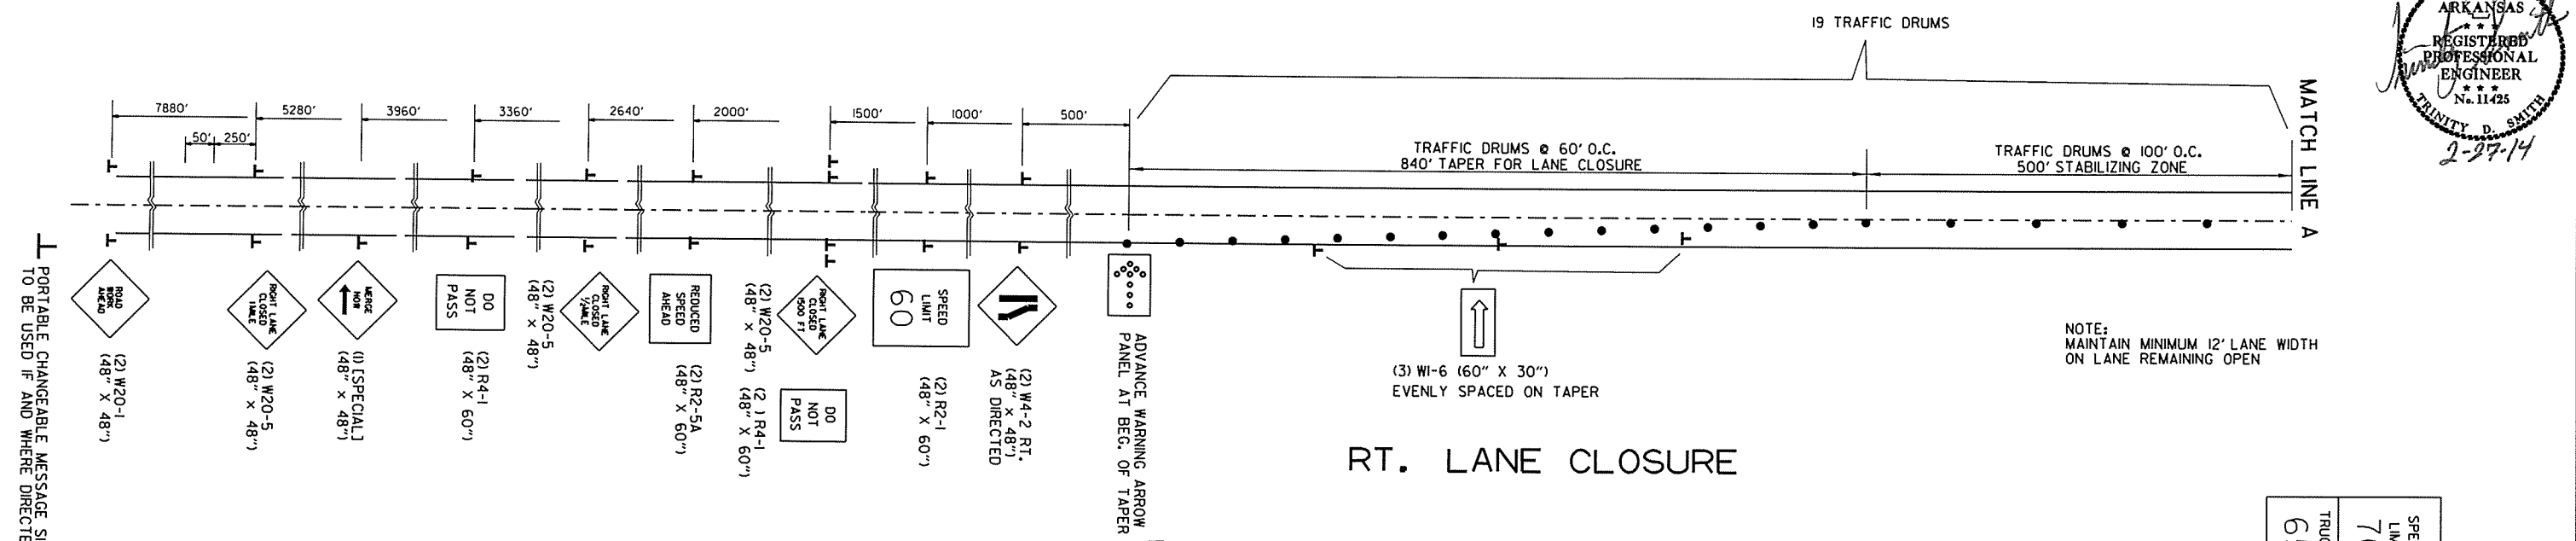 19 TRAFFIC DRUMS
ARKANSAS
REGISTERED
PROFESSIONAL
ENGINEER
No. 11425
TRINITY D. SMITH
2-27-14
MATCH LINE A
7880'
5280'
3960'
3360'
2640'
2000'
1500'
1000'
500'
50'
250'
TRAFFIC DRUMS @ 60' O.C.
840' TAPER FOR LANE CLOSURE
TRAFFIC DRUMS @ 100' O.C.
500' STABILIZING ZONE
PORTABLE CHANGEABLE MESSAGE
TO BE USED IF AND WHERE
ROAD
WORK
AHEAD
(2) W20-1
(48" X 48")
RIGHT LANE
CLOSED
1 MILE
(2) W20-5
(48" X 48")
MERGE
NOW
(1) [SPECIAL]
(48" X 48")
DO
NOT
PASS
(2) R4-1
(48" X 60")
(2) W20-5
(48" X 48")
RIGHT LANE
CLOSED
1/2 MILE
REDUCED
SPEED
AHEAD
(2) R2-5A
(48" X 60")
(2) W20-5
(48" X 48")
RIGHT LANE
CLOSED
1500 FT
(2 ) R4-1
(48" X 60")
DO
NOT
PASS
SPEED
LIMIT
60
(2) R2-1
(48" X 60")
(2) W4-2 RT.
(48" X 48")
AS DIRECTED
ADVANCE WARNING ARROW
PANEL AT BEG. OF TAPER
(3) W1-6 (60" X 30")
EVENLY SPACED ON TAPER
NOTE:
MAINTAIN MINIMUM 12' LANE WIDTH
ON LANE REMAINING OPEN
RT. LANE CLOSURE